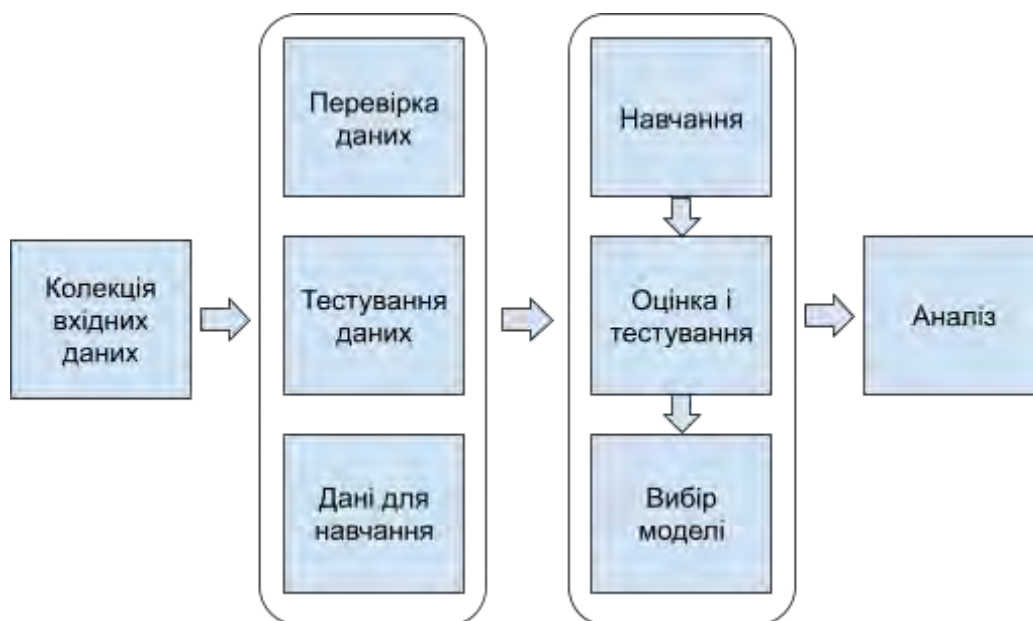 Колекція
вхідних
даних
Перевірка
даних
Тестування
даних
Дані для
навчання
Навчання
Оцінка і
тестування
Вибір
моделі
Аналіз